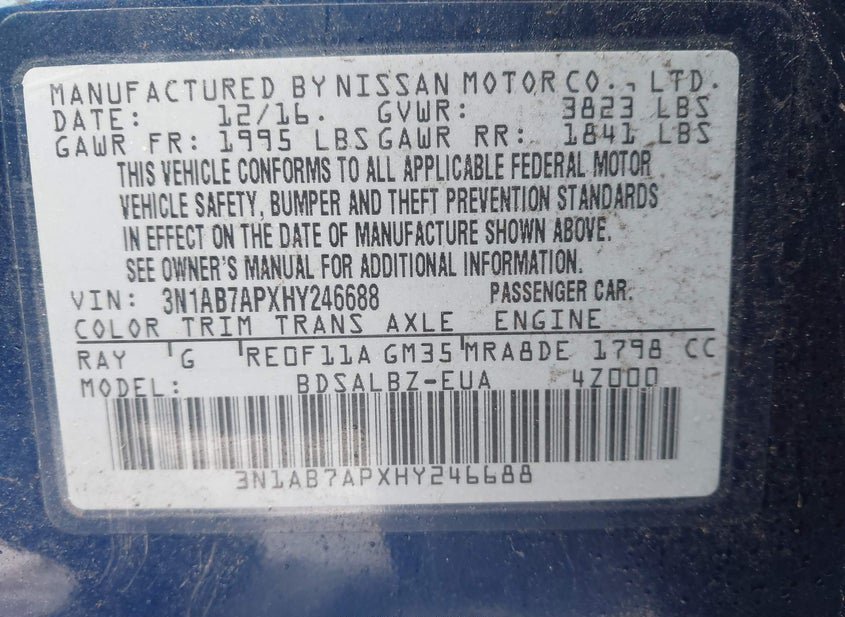 MANUFACTURED BY NISSAN MOTOR CO., LTD.
DATE: 12/16. GVWR: 3823 LBS
GAWR FR: 1995 LBS GAWR RR: 1841 LBS
THIS VEHICLE CONFORMS TO ALL APPLICABLE FEDERAL MOTOR
VEHICLE SAFETY, BUMPER AND THEFT PREVENTION STANDARDS
IN EFFECT ON THE DATE OF MANUFACTURE SHOWN ABOVE.
SEE OWNER'S MANUAL FOR ADDITIONAL INFORMATION.
VIN: 3N1AB7APXHY246688 PASSENGER CAR.
COLOR TRIM TRANS AXLE ENGINE
RAY G RE0F11A GM35 MRA8DE 1798 CC
MODEL: BDSALBZ-EUA 4Z000
3N1AB7APXHY246688